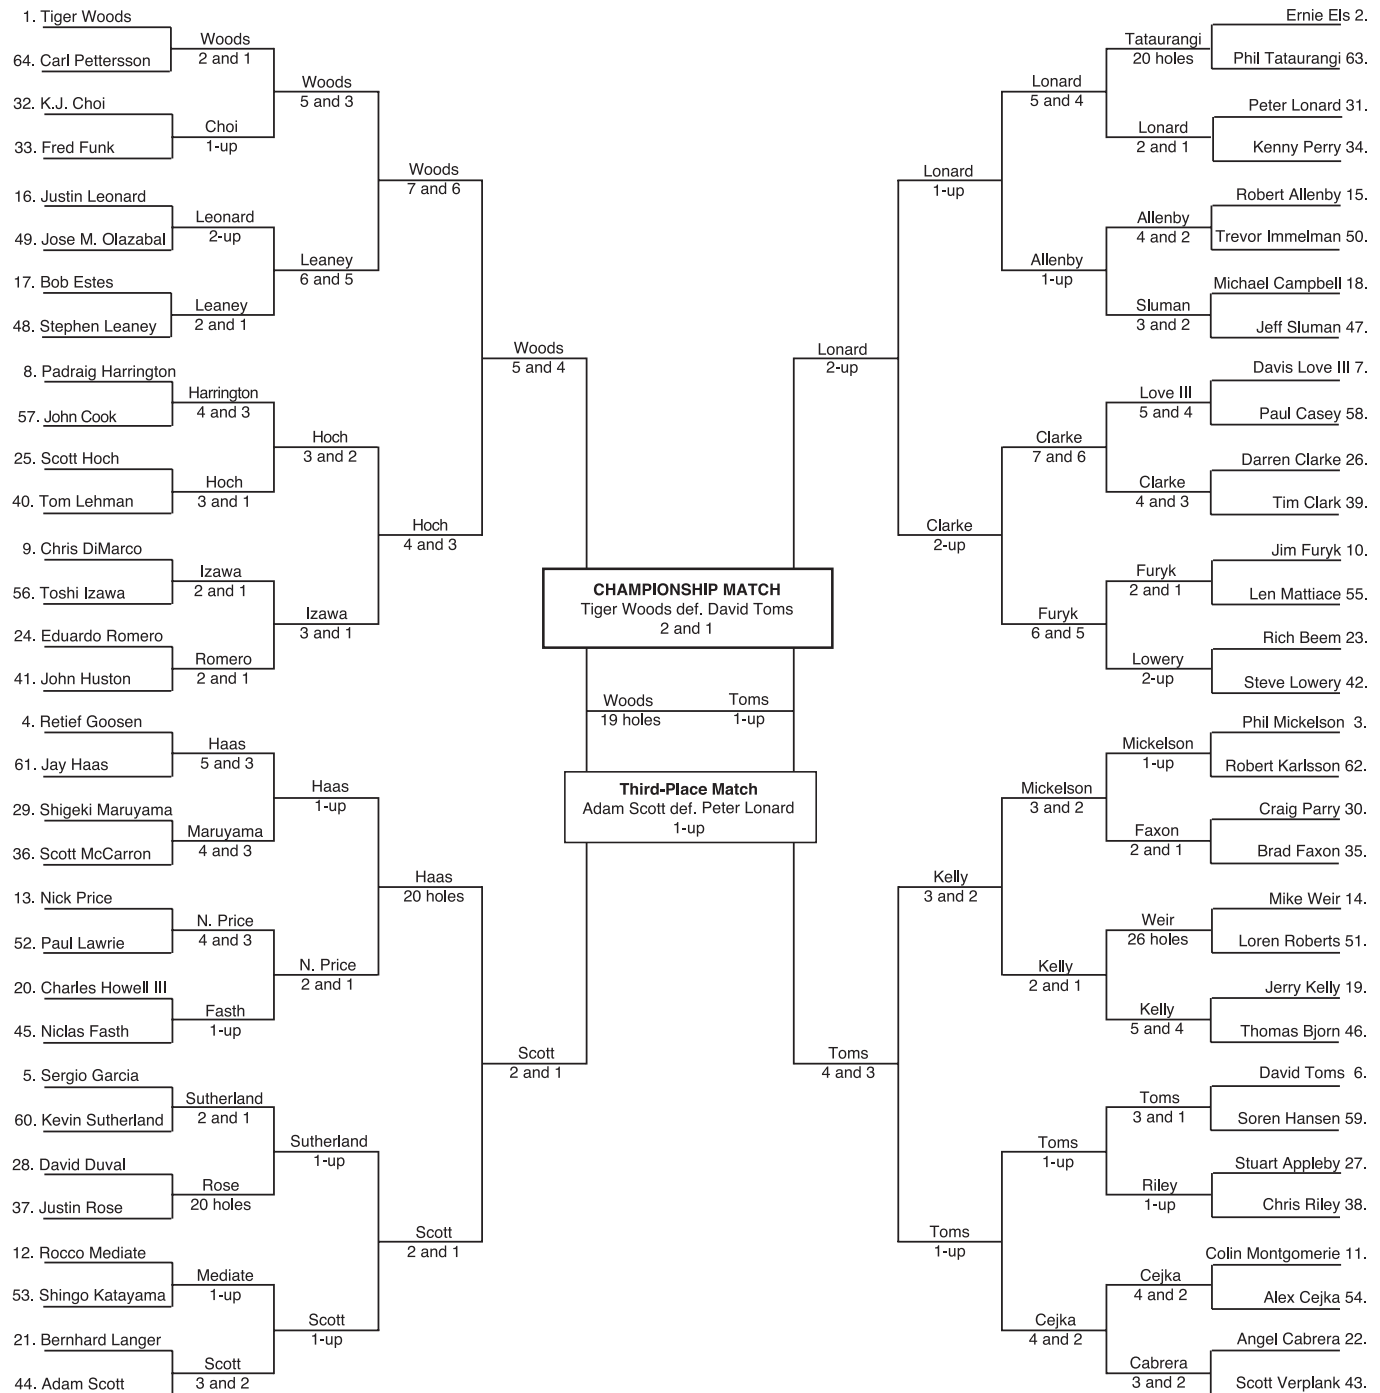 1. Tiger Woods
64. Carl Pettersson
32. K.J. Choi
33. Fred Funk
16. Justin Leonard
49. Jose M. Olazabal
17. Bob Estes
48. Stephen Leaney
8. Padraig Harrington
57. John Cook
25. Scott Hoch
40. Tom Lehman
9. Chris DiMarco
56. Toshi Izawa
24. Eduardo Romero
41. John Huston
4. Retief Goosen
61. Jay Haas
29. Shigeki Maruyama
36. Scott McCarron
13. Nick Price
52. Paul Lawrie
20. Charles Howell III
45. Niclas Fasth
5. Sergio Garcia
60. Kevin Sutherland
28. David Duval
37. Justin Rose
12. Rocco Mediate
53. Shingo Katayama
21. Bernhard Langer
44. Adam Scott
Woods
2 and 1
Choi
1-up
Leonard
2-up
Leaney
2 and 1
Harrington
4 and 3
Hoch
3 and 1
Izawa
2 and 1
Romero
2 and 1
Haas
5 and 3
Maruyama
4 and 3
N. Price
4 and 3
Fasth
1-up
Sutherland
2 and 1
Rose
20 holes
Mediate
1-up
Scott
3 and 2
Woods
5 and 3
Leaney
6 and 5
Hoch
3 and 2
Izawa
3 and 1
Haas
1-up
N. Price
2 and 1
Sutherland
1-up
Scott
1-up
Woods
7 and 6
Hoch
4 and 3
Haas
20 holes
Scott
2 and 1
Woods
5 and 4
Scott
2 and 1
CHAMPIONSHIP MATCH
Tiger Woods def. David Toms
2 and 1
Woods
19 holes
Toms
1-up
Third-Place Match
Adam Scott def. Peter Lonard
1-up
Lonard
2-up
Toms
4 and 3
Lonard
1-up
Clarke
2-up
Kelly
3 and 2
Toms
1-up
Lonard
5 and 4
Allenby
1-up
Clarke
7 and 6
Furyk
6 and 5
Mickelson
3 and 2
Kelly
2 and 1
Toms
1-up
Cejka
4 and 2
Tataurangi
20 holes
Lonard
2 and 1
Allenby
4 and 2
Sluman
3 and 2
Love III
5 and 4
Clarke
4 and 3
Furyk
2 and 1
Lowery
2-up
Mickelson
1-up
Faxon
2 and 1
Weir
26 holes
Kelly
5 and 4
Toms
3 and 1
Riley
1-up
Cejka
4 and 2
Cabrera
3 and 2
Ernie Els 2.
Phil Tataurangi 63.
Peter Lonard 31.
Kenny Perry 34.
Robert Allenby 15.
Trevor Immelman 50.
Michael Campbell 18.
Jeff Sluman 47.
Davis Love III 7.
Paul Casey 58.
Darren Clarke 26.
Tim Clark 39.
Jim Furyk 10.
Len Mattiace 55.
Rich Beem 23.
Steve Lowery 42.
Phil Mickelson 3.
Robert Karlsson 62.
Craig Parry 30.
Brad Faxon 35.
Mike Weir 14.
Loren Roberts 51.
Jerry Kelly 19.
Thomas Bjorn 46.
David Toms 6.
Soren Hansen 59.
Stuart Appleby 27.
Chris Riley 38.
Colin Montgomerie 11.
Alex Cejka 54.
Angel Cabrera 22.
Scott Verplank 43.